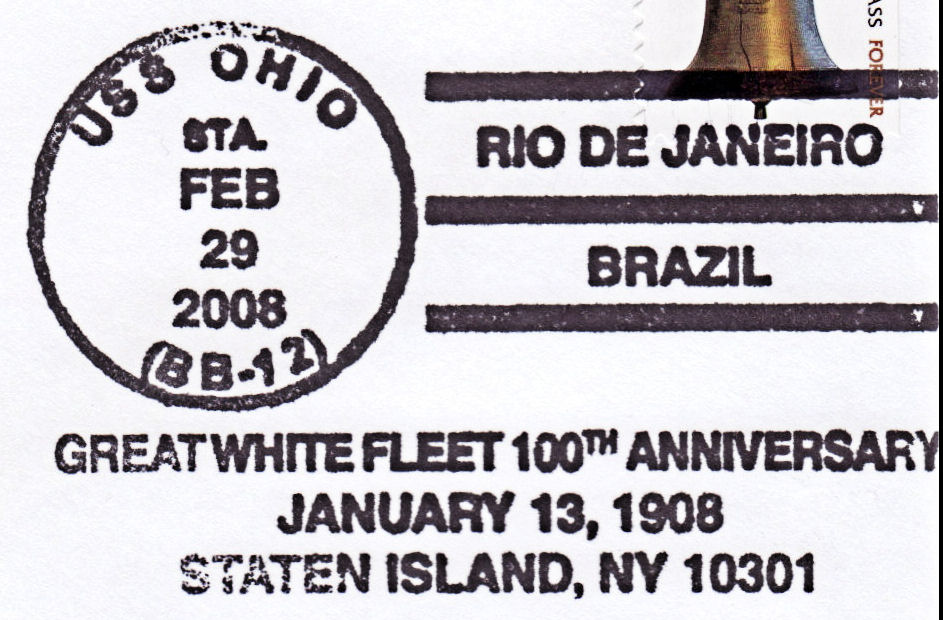 USS OHIO
STA.
FEB
29
2008
(BB-12)
FOREVER
RIO DE JANEIRO
BRAZIL
GREAT WHITE FLEET 100TH ANNIVERSARY
JANUARY 13, 1908
STATEN ISLAND, NY 10301